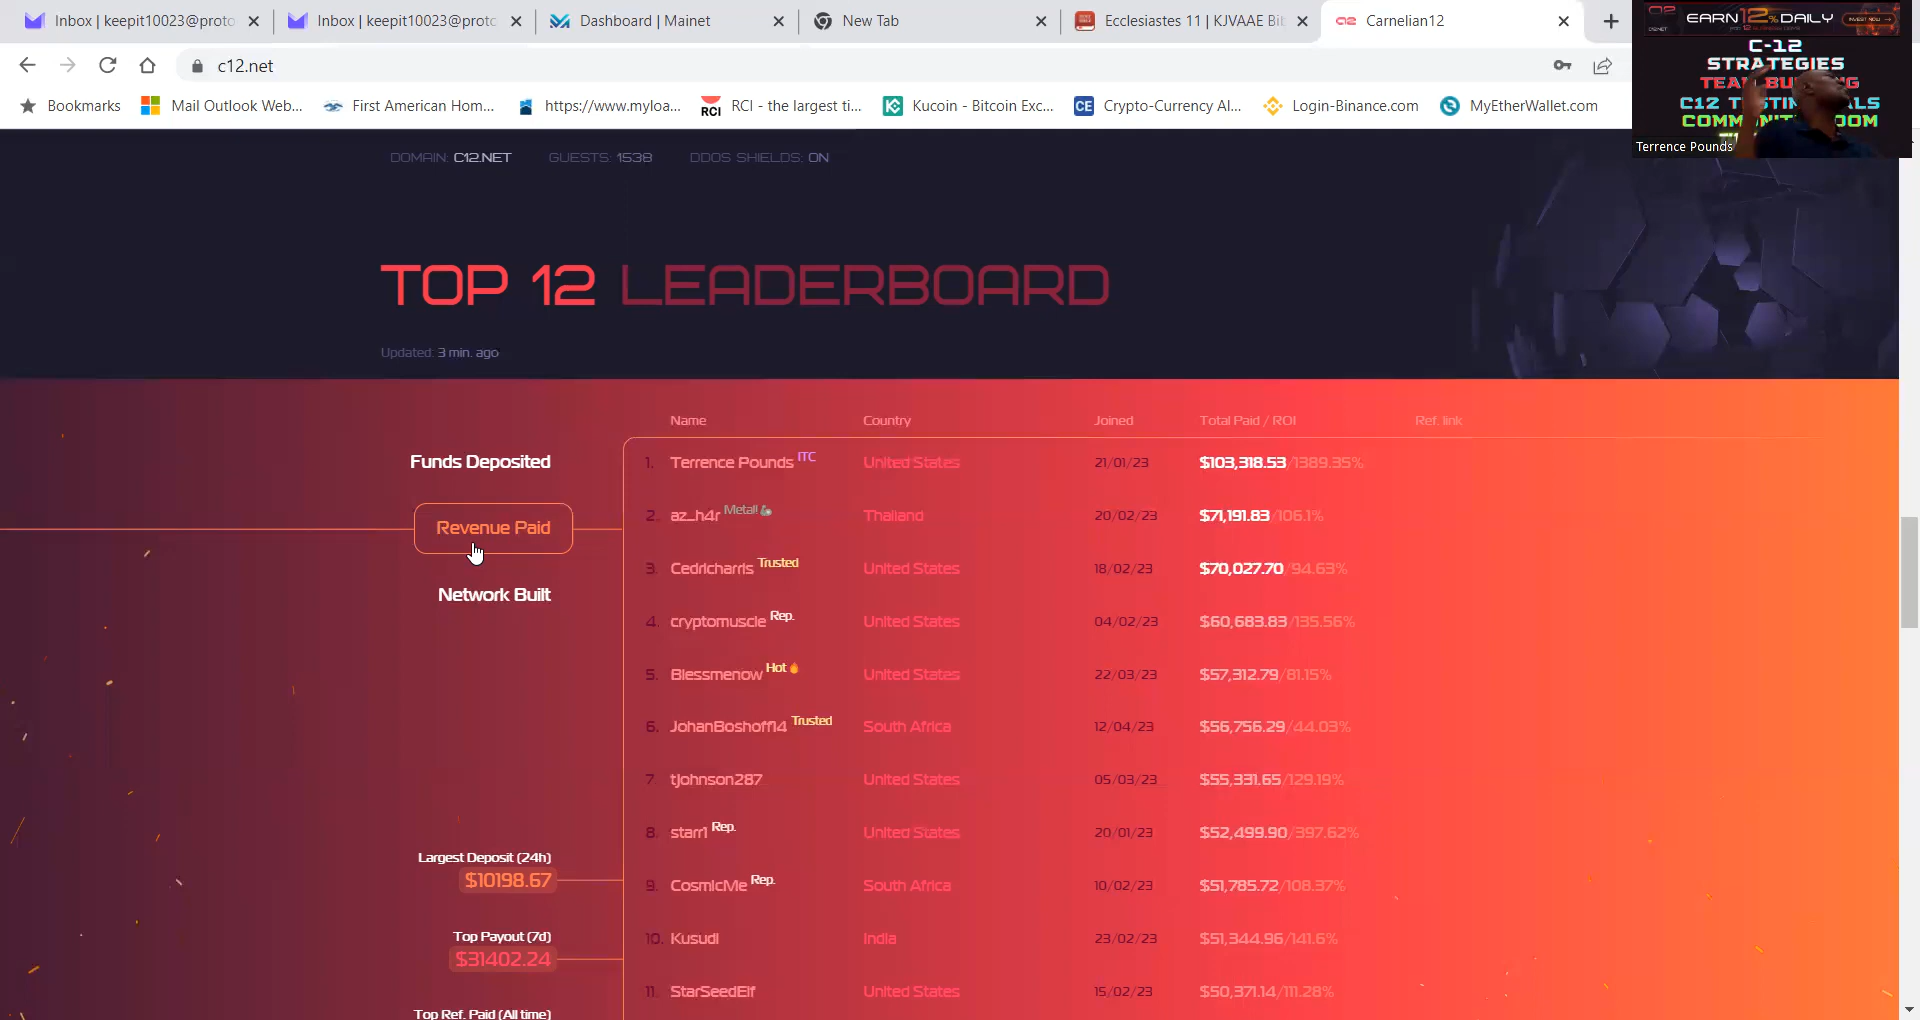 Inbox | keepit10023@proto
Inbox | keepit10023@protc
Dashboard | Mainet
New Tab
Ecclesiastes 11 | KJVAAE Bi
Carnelian12
c12.net
Bookmarks
Mail Outlook Web...
First American Hom...
https://www.myloa...
RCI
RCI - the largest ti...
Kucoin - Bitcoin Exc...
CE
Crypto-Currency Al...
Login-Binance.com
MyEtherWallet.com
EARN 12% DAILY
INVEST NOW
C-12
STRATEGIES
Terrence Pounds
DOMAIN: C12.NET
GUESTS: 1538
DDOS SHIELDS: ON
TOP 12 LEADERBOARD
Updated: 3 min. ago
Funds Deposited
Revenue Paid
Network Built
Largest Deposit (24h)
$10198.67
Top Payout (7d)
$31402.24
Top Ref. Paid (All time)
Name Country Joined Total Paid / ROI Ref. link
1. Terrence Pounds ITC United States 21/01/23 $103,318.53/1389.35%
2. az_h4r Metall Thailand 20/02/23 $71,191.83/106.1%
3. Cedricharris Trusted United States 18/02/23 $70,027.70/94.63%
4. cryptomuscle Rep. United States 04/02/23 $60,683.83/135.56%
5. Blessmenow Hot United States 22/03/23 $57,312.79/81.15%
6. JohanBoshoff14 Trusted South Africa 12/04/23 $56,756.29/44.03%
7. tjohnson287 United States 05/03/23 $55,331.65/129.19%
8. starr1 Rep. United States 20/01/23 $52,499.90/397.62%
9. CosmicMe Rep. South Africa 10/02/23 $51,785.72/108.37%
10. Kusudi India 23/02/23 $51,344.96/141.6%
11. StarSeedElf United States 15/02/23 $50,371.14/111.28%